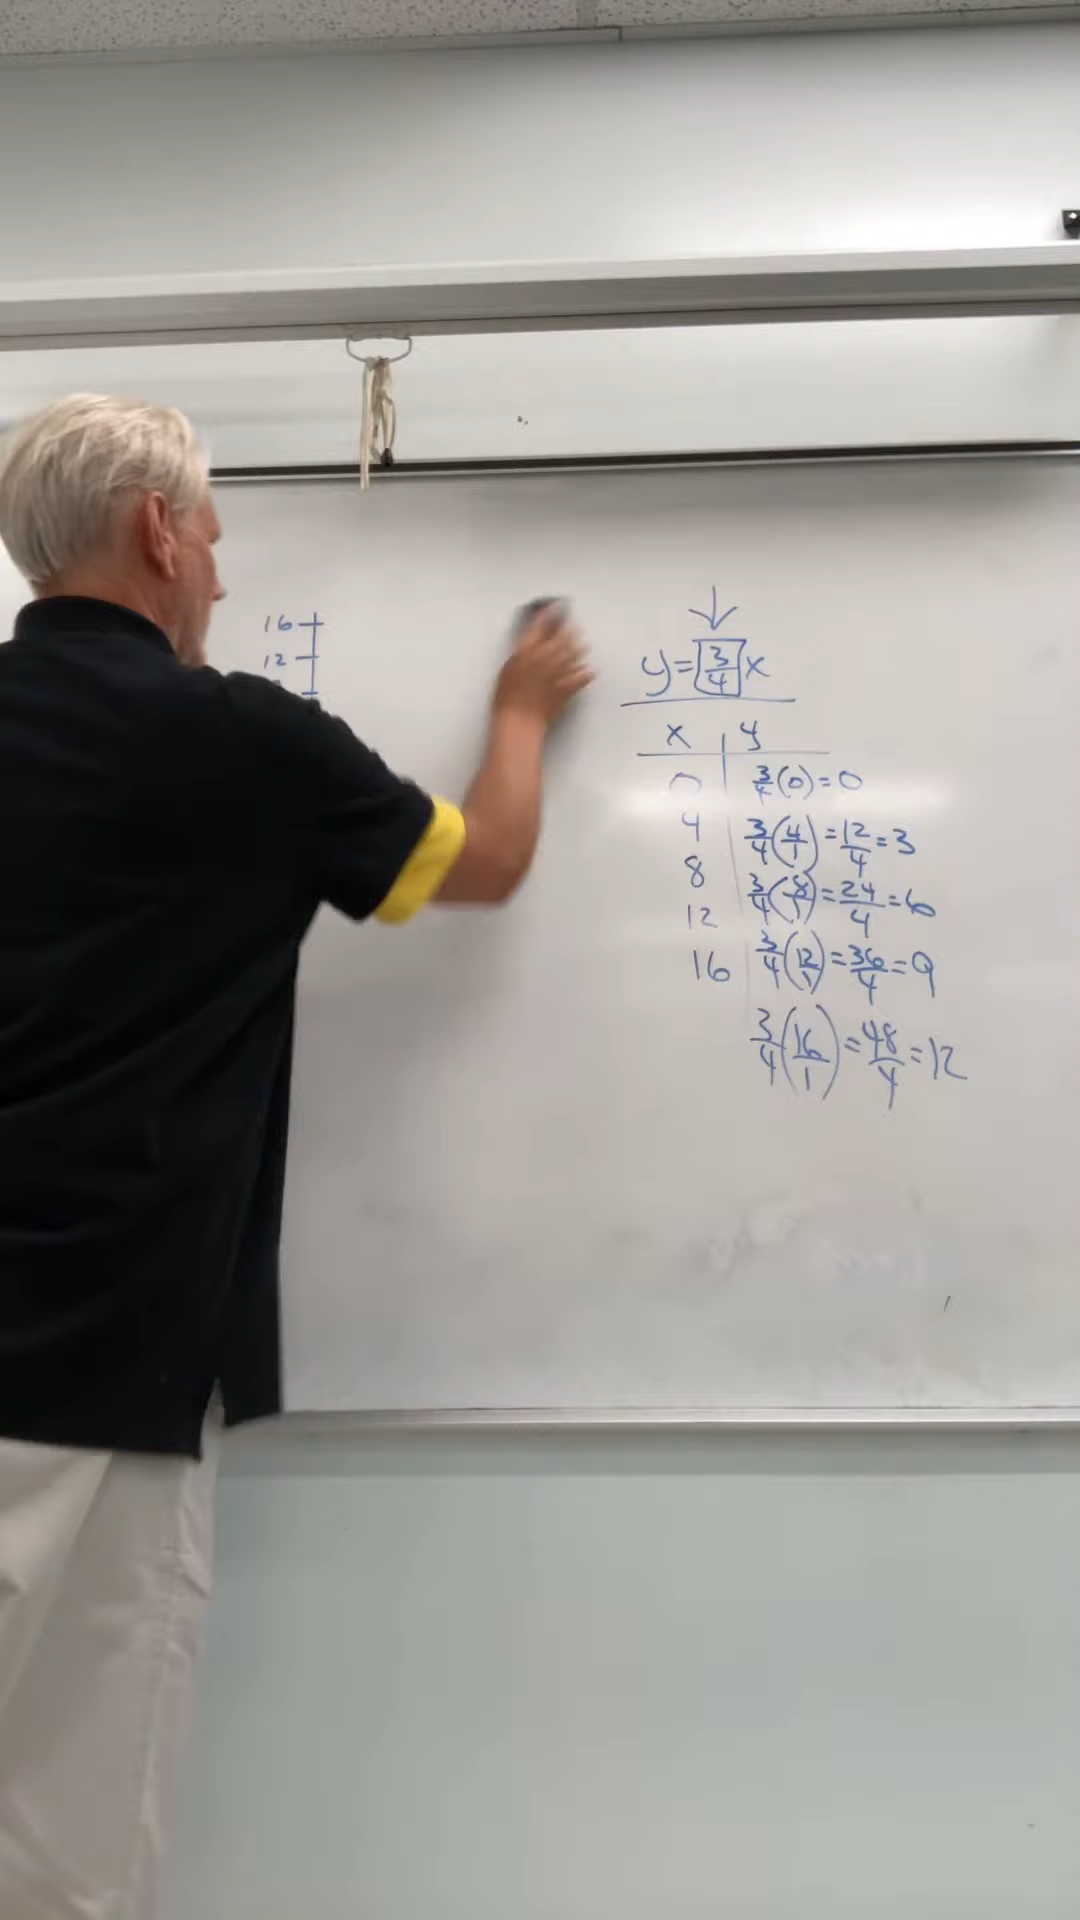 16
12
y = 3/4 x
x | y
0 | 3/4 (0) = 0
4 | 3/4 (4/1) = 12/4 = 3
8 | 3/4 (8/1) = 24/4 = 6
12 | 3/4 (12/1) = 36/4 = 9
16 | 3/4 (16/1) = 48/4 = 12